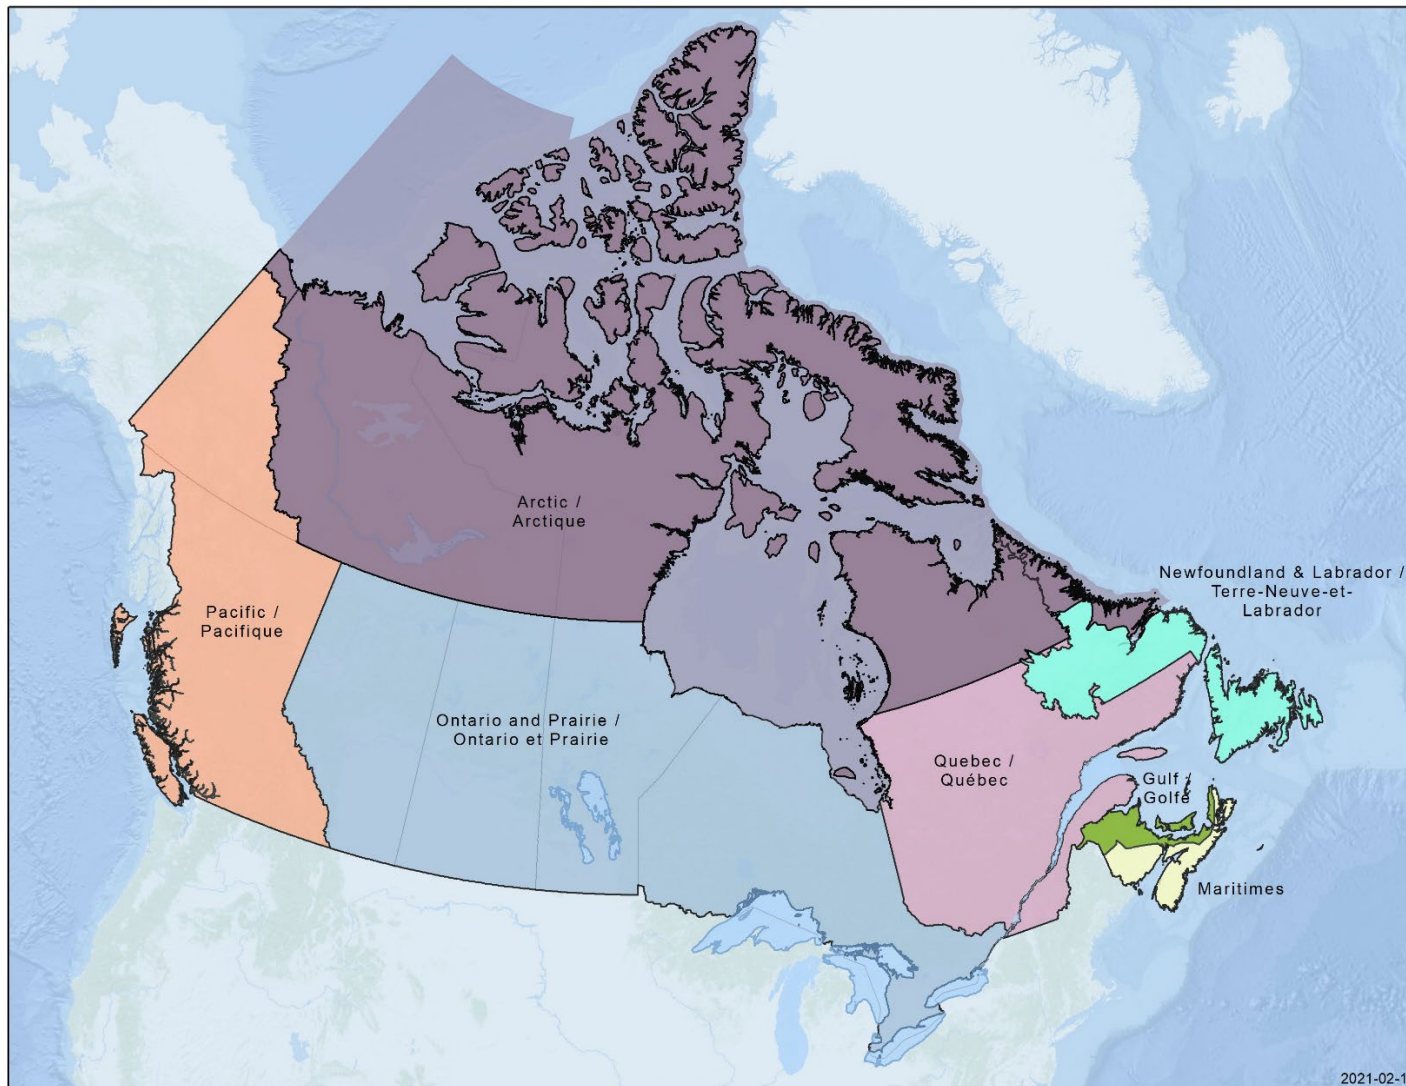 Arctic /
Arctique
Newfoundland & Labrador /
Terre-Neuve-et-
Labrador
Pacific /
Pacifique
Ontario and Prairie /
Ontario et Prairie
Quebec /
Québec
Gulf /
Golfe
Maritimes
2021-02-1